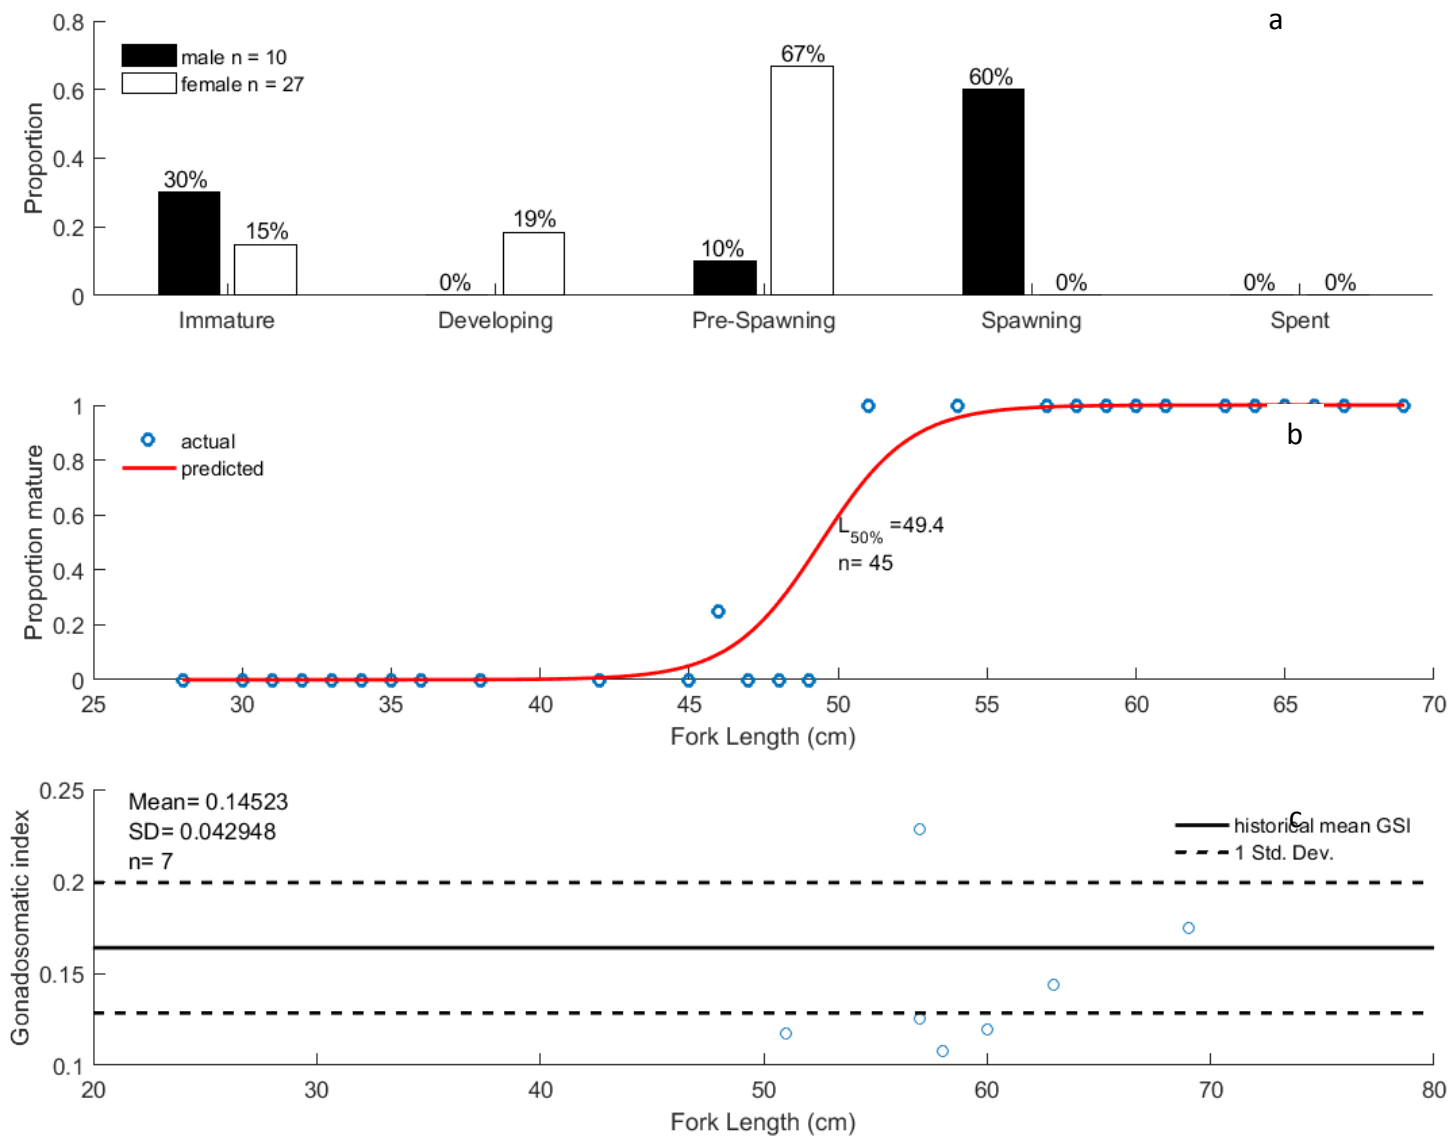 a
0.8
male n = 10
female n = 27
67%
60%
0.6
Proportion
0.4
30%
19%
15%
10%
0.2
0%
0%
0%
0%
0
Immature
Developing
Pre-Spawning
Spawning
Spent
1
b
actual
predicted
0.8
Proportion mature
0.6
L50% =49.4
n= 45
0.4
0.2
0
25
30
35
40
45
50
55
60
65
70
Fork Length (cm)
0.25
Mean= 0.14523
SD= 0.042948
n= 7
c
historical mean GSI
1 Std. Dev.
Gonadosomatic index
0.2
0.15
0.1
20
30
40
50
60
70
80
Fork Length (cm)